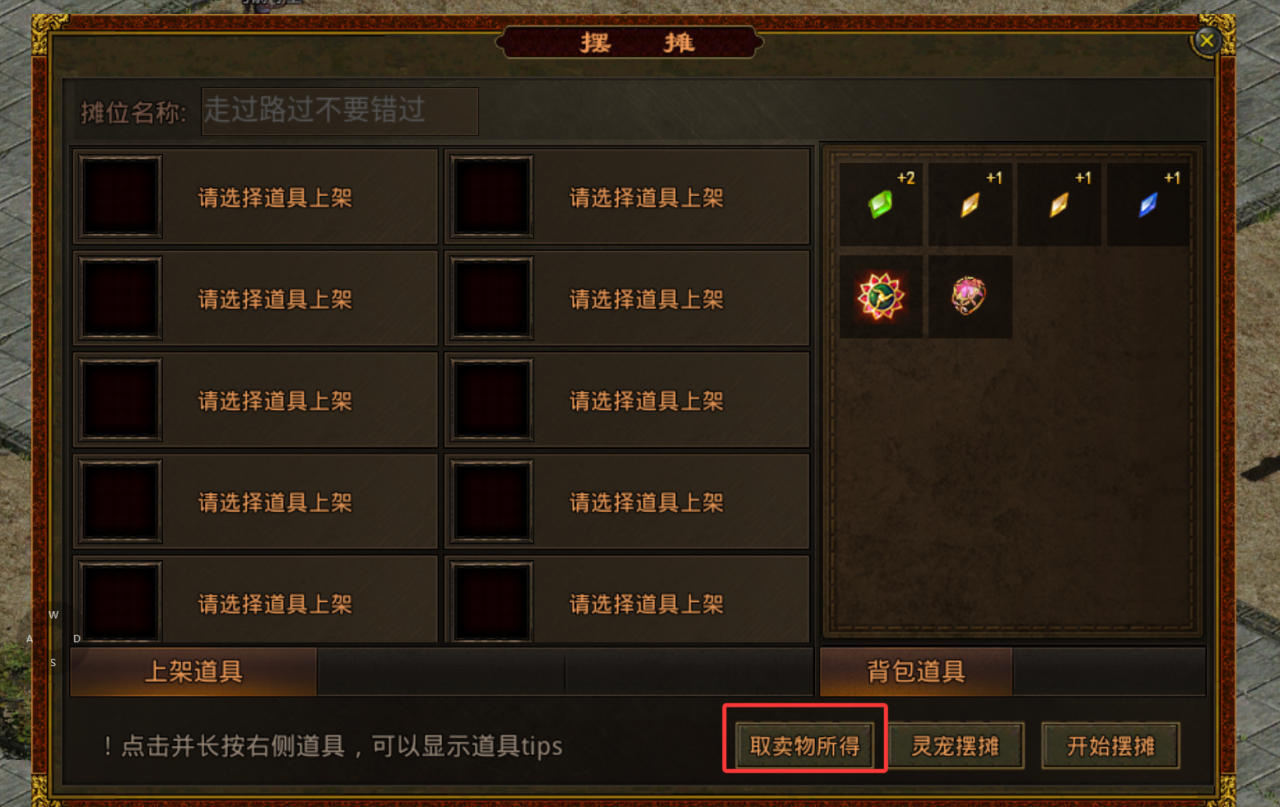 摆 摊
摊位名称: 走过路过不要错过
请选择道具上架 请选择道具上架
+2 +1 +1 +1
请选择道具上架 请选择道具上架
请选择道具上架 请选择道具上架
请选择道具上架 请选择道具上架
请选择道具上架 请选择道具上架
W
A D
S
上架道具 背包道具
！点击并长按右侧道具，可以显示道具tips
取卖物所得 灵宠摆摊 开始摆摊